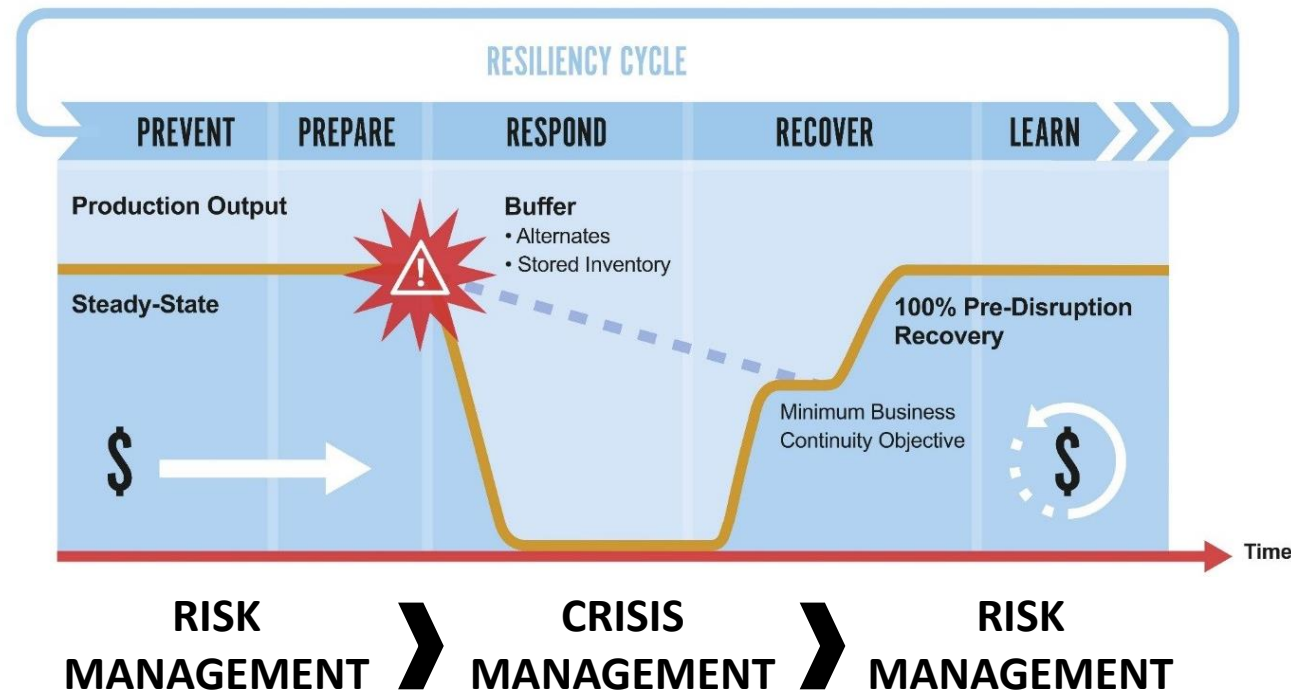 RESILIENCY CYCLE
PREVENT
PREPARE
RESPOND
RECOVER
LEARN
Production Output
Steady-State
!
Buffer
• Alternates
• Stored Inventory
100% Pre-Disruption
Recovery
Minimum Business
Continuity Objective
$
$
Time
RISK
MANAGEMENT
CRISIS
MANAGEMENT
RISK
MANAGEMENT